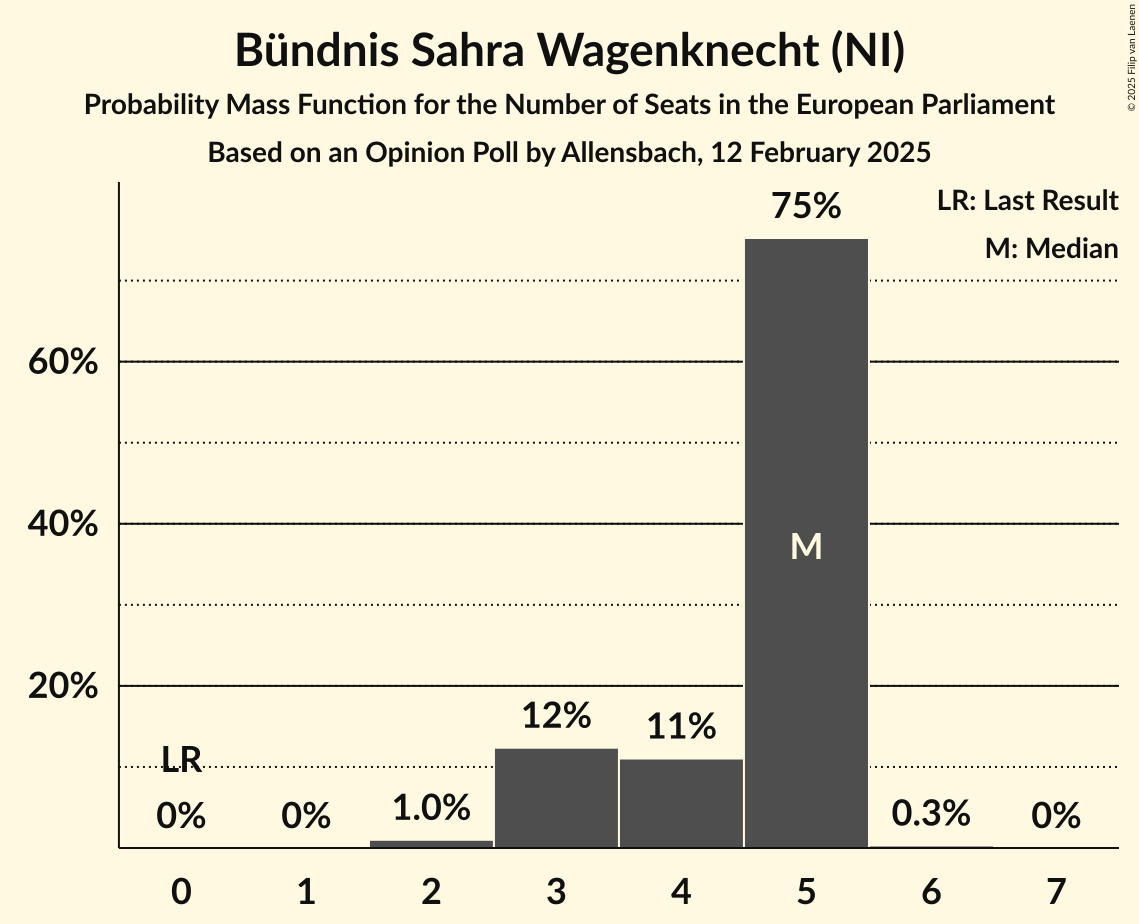 Bündnis Sahra Wagenknecht (NI)
Probability Mass Function for the Number of Seats in the European Parliament
Based on an Opinion Poll by Allensbach, 12 February 2025
© 2025 Filip van Laenen
LR: Last Result
M: Median
75%
60%
40%
20%
M
LR
0%
0%
1.0%
12%
11%
0.3%
0%
0 1 2 3 4 5 6 7